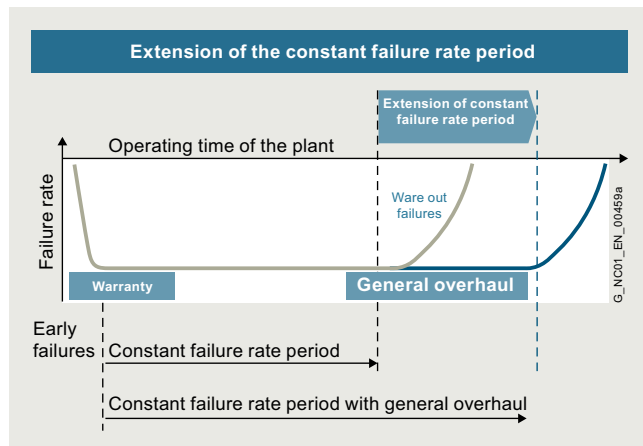 Extension of the constant failure rate period
Extension of constant
failure rate period
Operating time of the plant
Failure rate
Ware out
failures
G_NC01_EN_00459a
Warranty
General overhaul
Early
failures
Constant failure rate period
Constant failure rate period with general overhaul